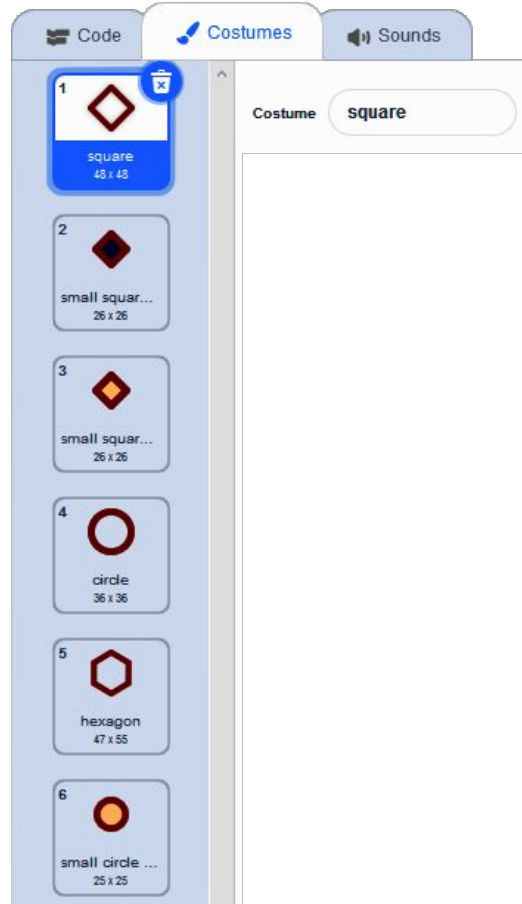 Code Costumes Sounds
Costume square
1
square
48 x 48
2
small squar...
26 x 26
3
small squar...
26 x 26
4
circle
36 x 36
5
hexagon
47 x 55
6
small circle ...
25 x 25